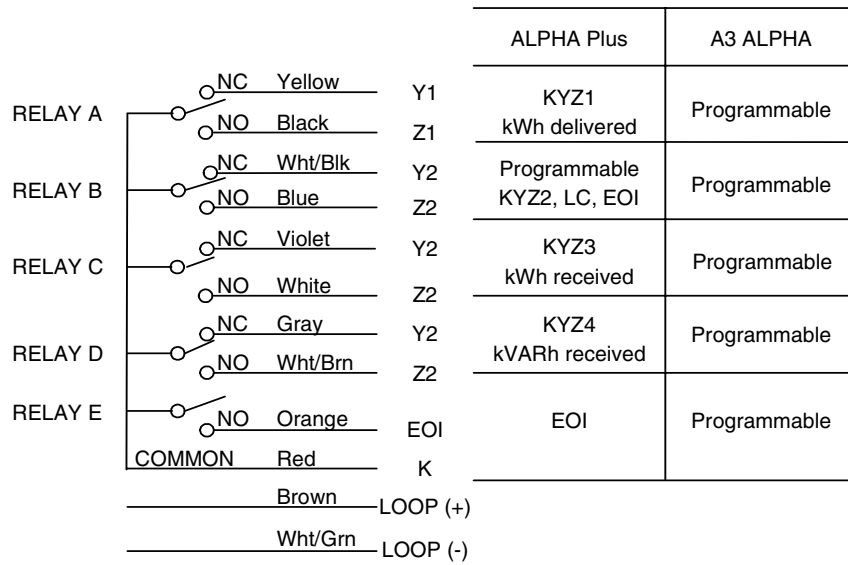 ALPHA Plus A3 ALPHA
RELAY A NC Yellow Y1 KYZ1
NO Black Z1 kWh delivered Programmable
RELAY B NC Wht/Blk Y2 Programmable
NO Blue Z2 KYZ2, LC, EOI Programmable
RELAY C NC Violet Y2 KYZ3
NO White Z2 kWh received Programmable
RELAY D NC Gray Y2 KYZ4
NO Wht/Brn Z2 kVARh received Programmable
RELAY E NO Orange EOI EOI Programmable
COMMON Red K
Brown LOOP (+)
Wht/Grn LOOP (-)